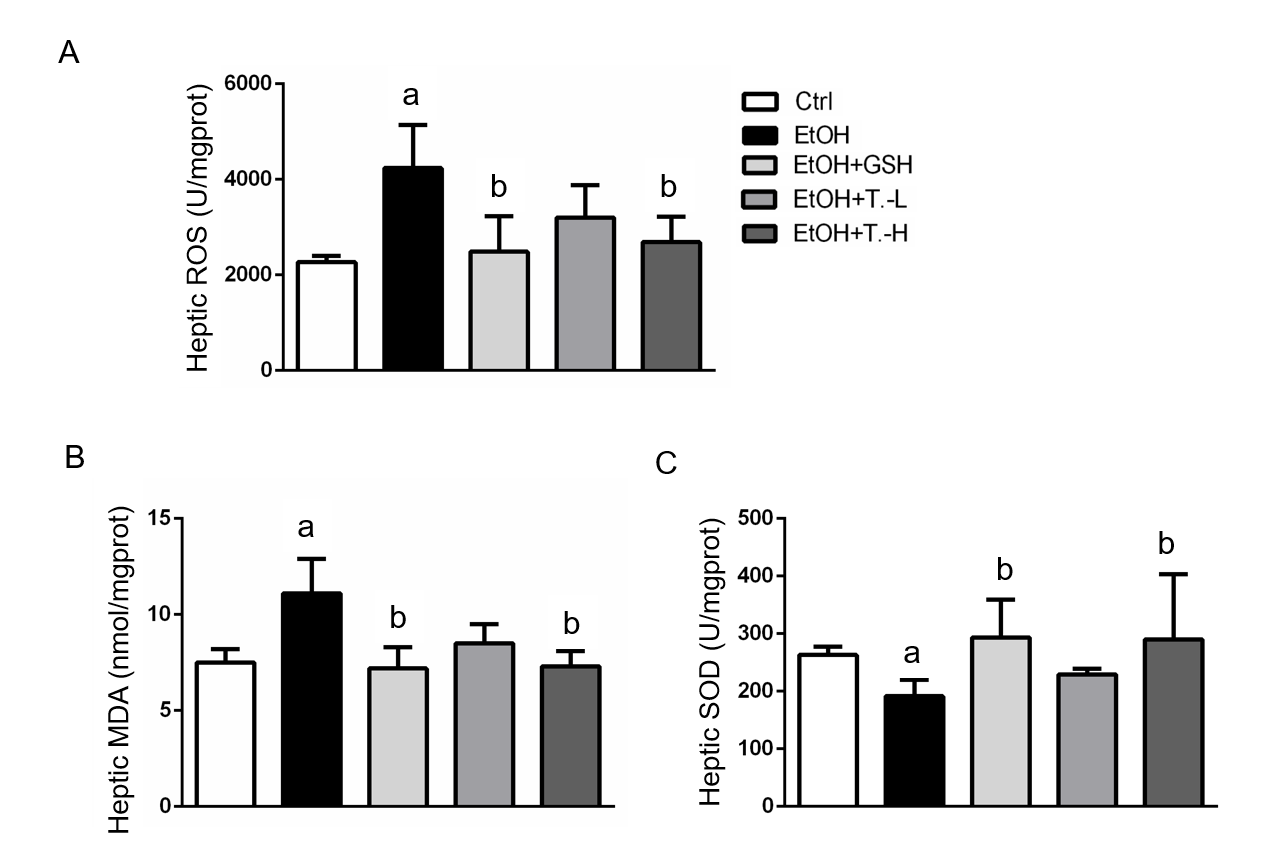 A
Heptic ROS (U/mgprot)
6000
4000
2000
0
a
b
b
Ctrl
EtOH
EtOH+GSH
EtOH+T.-L
EtOH+T.-H
B
Heptic MDA (nmol/mgprot)
15
10
5
0
a
b
b
C
Heptic SOD (U/mgprot)
500
400
300
200
100
0
a
b
b